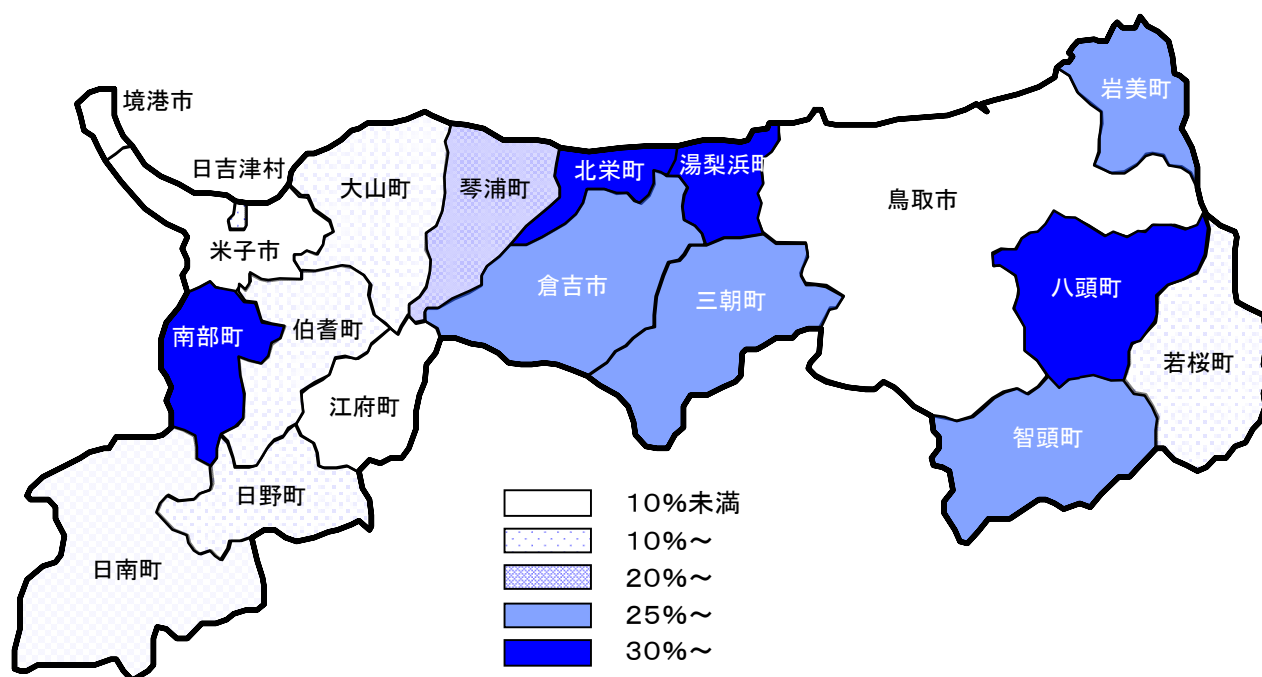 境港市
岩美町
日吉津村
大山町
琴浦町
北栄町
湯梨浜町
鳥取市
米子市
倉吉市
三朝町
八頭町
南部町
伯耆町
若桜町
江府町
智頭町
日野町
日南町
10%未満
10%～
20%～
25%～
30%～